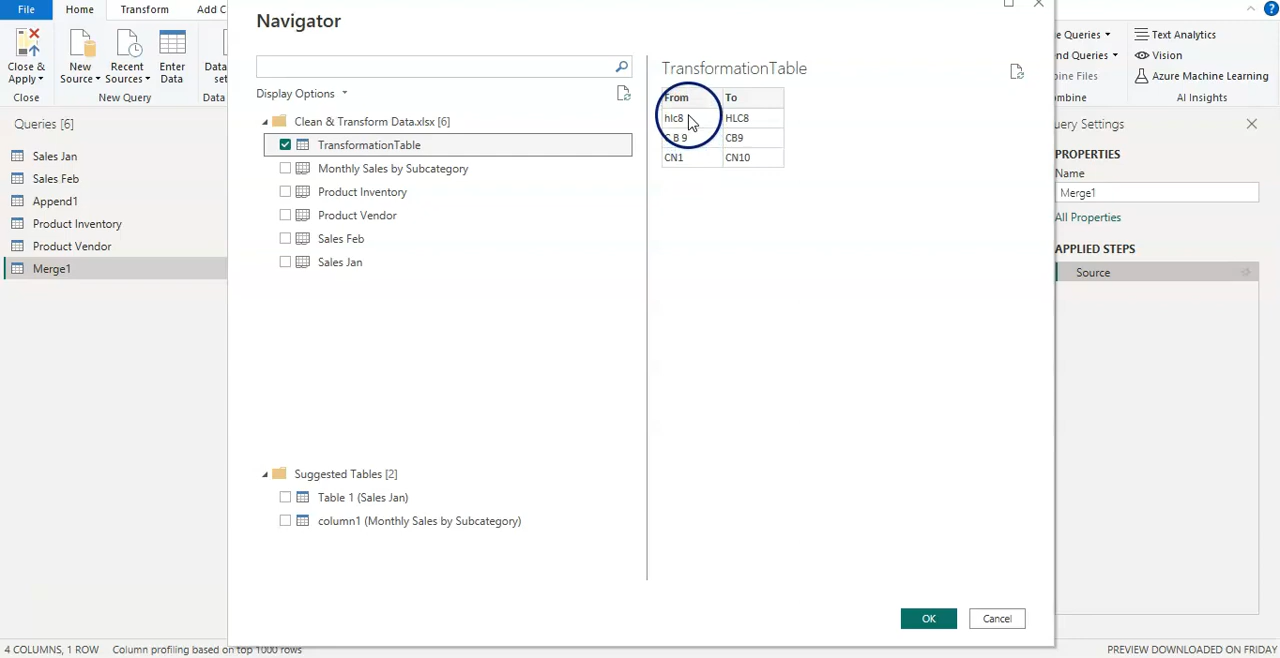 File
Home
Transform
Add C
Navigator
Close &
Apply
New
Source
Recent
Sources
Enter
Data
Data
set
Close
New Query
Data
e Queries
nd Queries
bine Files
ombine
Text Analytics
Vision
Azure Machine Learning
AI Insights
Queries [6]
Sales Jan
Sales Feb
Append1
Product Inventory
Product Vendor
Merge1
Display Options
Clean & Transform Data.xlsx [6]
TransformationTable
Monthly Sales by Subcategory
Product Inventory
Product Vendor
Sales Feb
Sales Jan
Suggested Tables [2]
Table 1 (Sales Jan)
column1 (Monthly Sales by Subcategory)
TransformationTable
From To
hlc8 HLC8
C B 9 CB9
CN1 CN10
OK
Cancel
uery Settings
PROPERTIES
Name
Merge1
All Properties
APPLIED STEPS
Source
4 COLUMNS, 1 ROW Column profiling based on top 1000 rows
PREVIEW DOWNLOADED ON FRIDAY